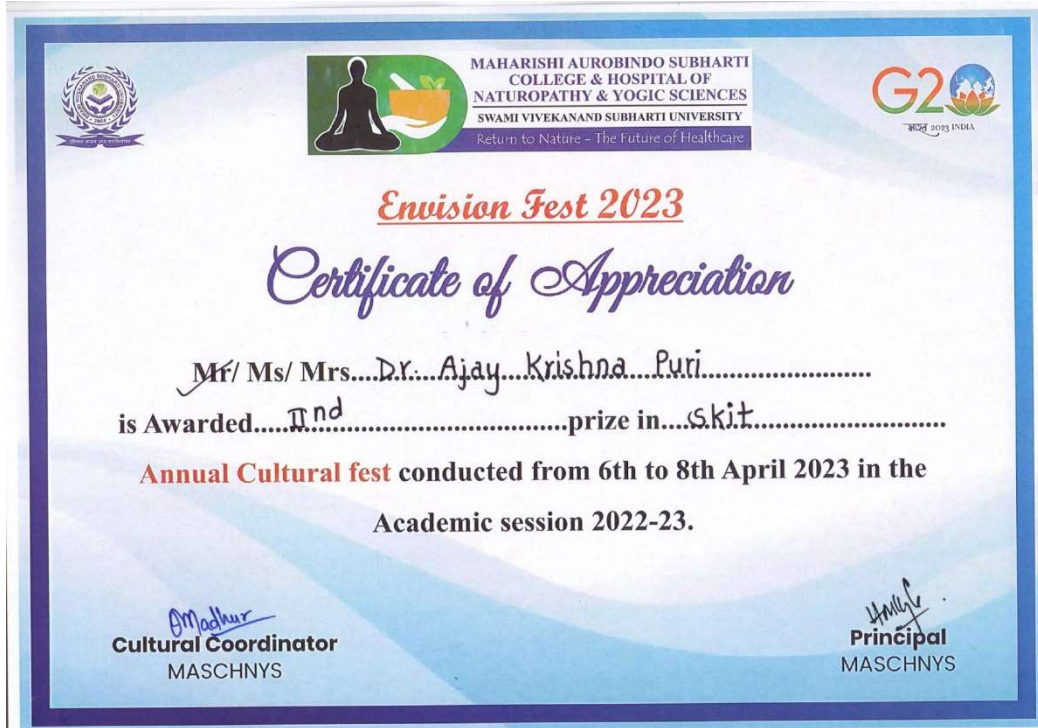 MAHARISHI AUROBINDO SUBHARTI
COLLEGE & HOSPITAL OF
NATUROPATHY & YOGIC SCIENCES
SWAMI VIVEKANAND SUBHARTI UNIVERSITY
Return to Nature - The Future of Healthcare
G20
भारत 2023 INDIA
Envision Fest 2023
Certificate of Appreciation
Mr/ Ms/ Mrs....Dr....Ajay....Krishna....Puri........................
is Awarded.....IInd.......................................prize in....Skit............................
Annual Cultural fest conducted from 6th to 8th April 2023 in the
Academic session 2022-23.
Madhur
Cultural Coordinator
MASCHNYS
Principal
MASCHNYS